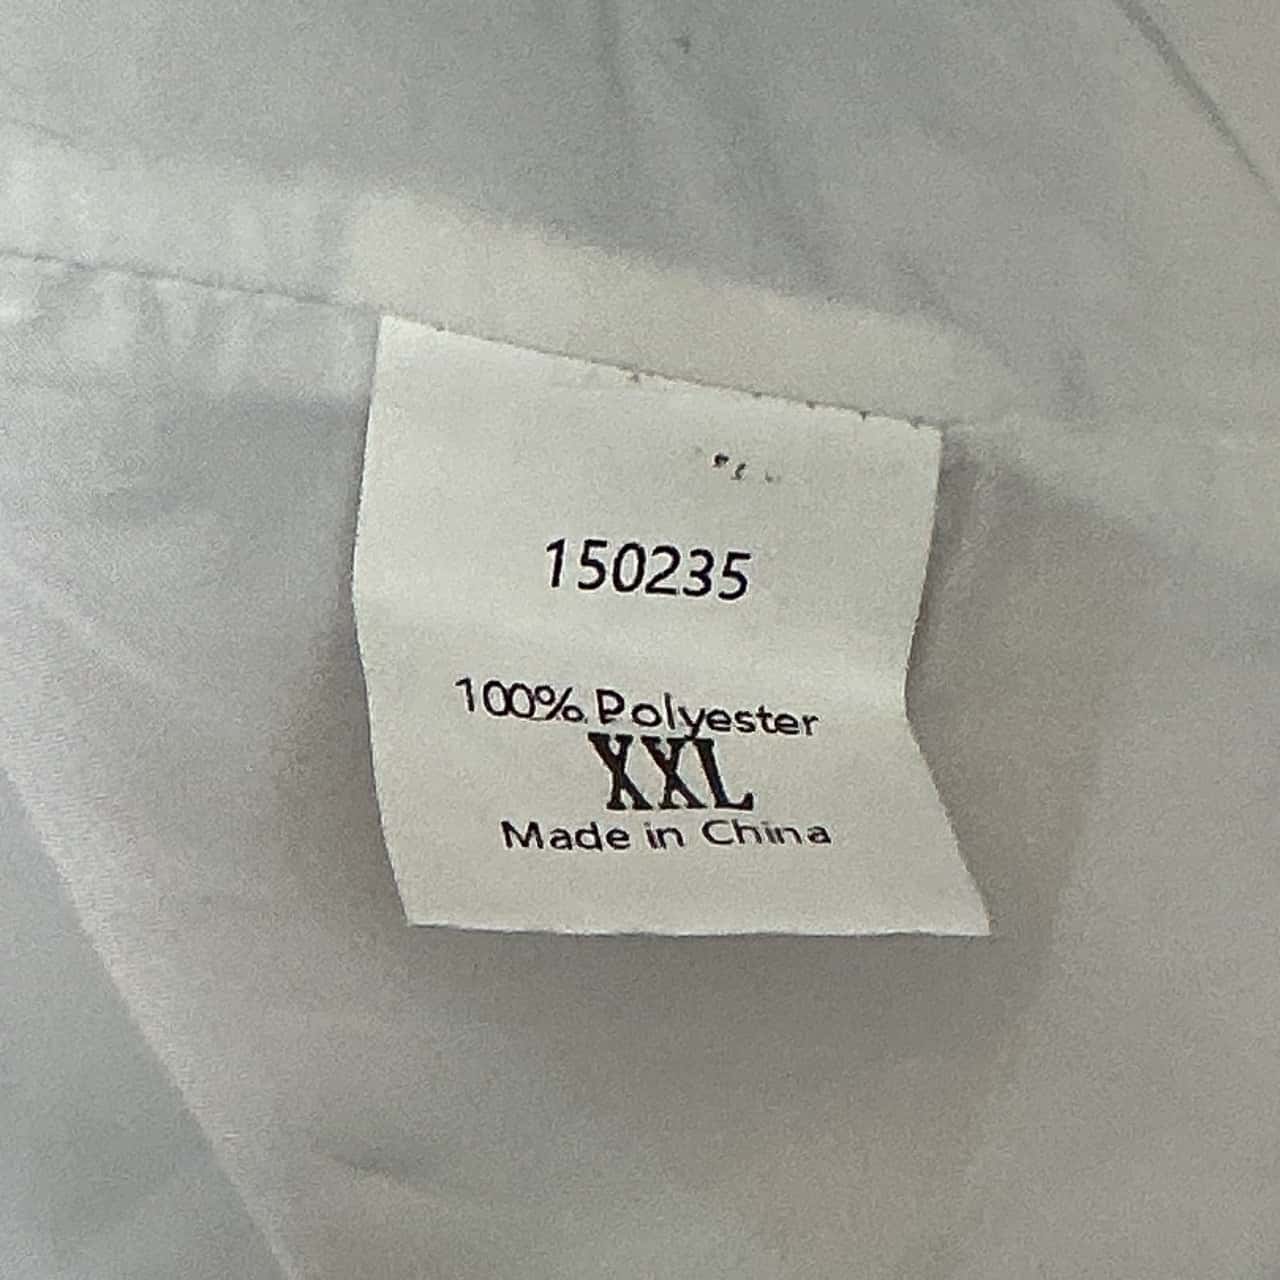 150235
100% Polyester
XXL
Made in China